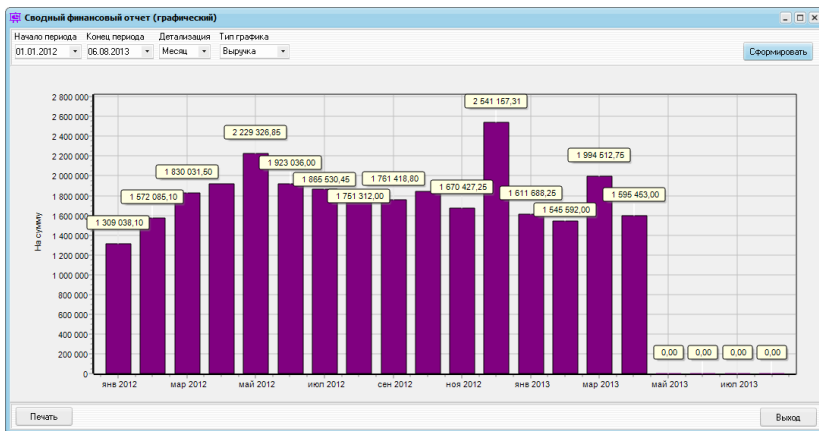 Сводный финансовый отчет (графический)
Начало периода Конец периода Детализация Тип графика
01.01.2012 06.08.2013 Месяц Выручка
Сформировать
На сумму
2 800 000
2 600 000
2 400 000
2 200 000
2 000 000
1 800 000
1 600 000
1 400 000
1 200 000
1 000 000
800 000
600 000
400 000
200 000
0
1 309 038,10
1 572 085,10
1 830 031,50
2 229 326,85
1 923 036,00
1 865 530,45
1 751 312,00
1 761 418,80
1 670 427,25
2 541 157,31
1 611 688,25
1 545 592,00
1 994 512,75
1 595 463,00
0,00 0,00 0,00 0,00
янв 2012 мар 2012 май 2012 июл 2012 сен 2012 ноя 2012 янв 2013 мар 2013 май 2013 июл 2013
Печать
Выход